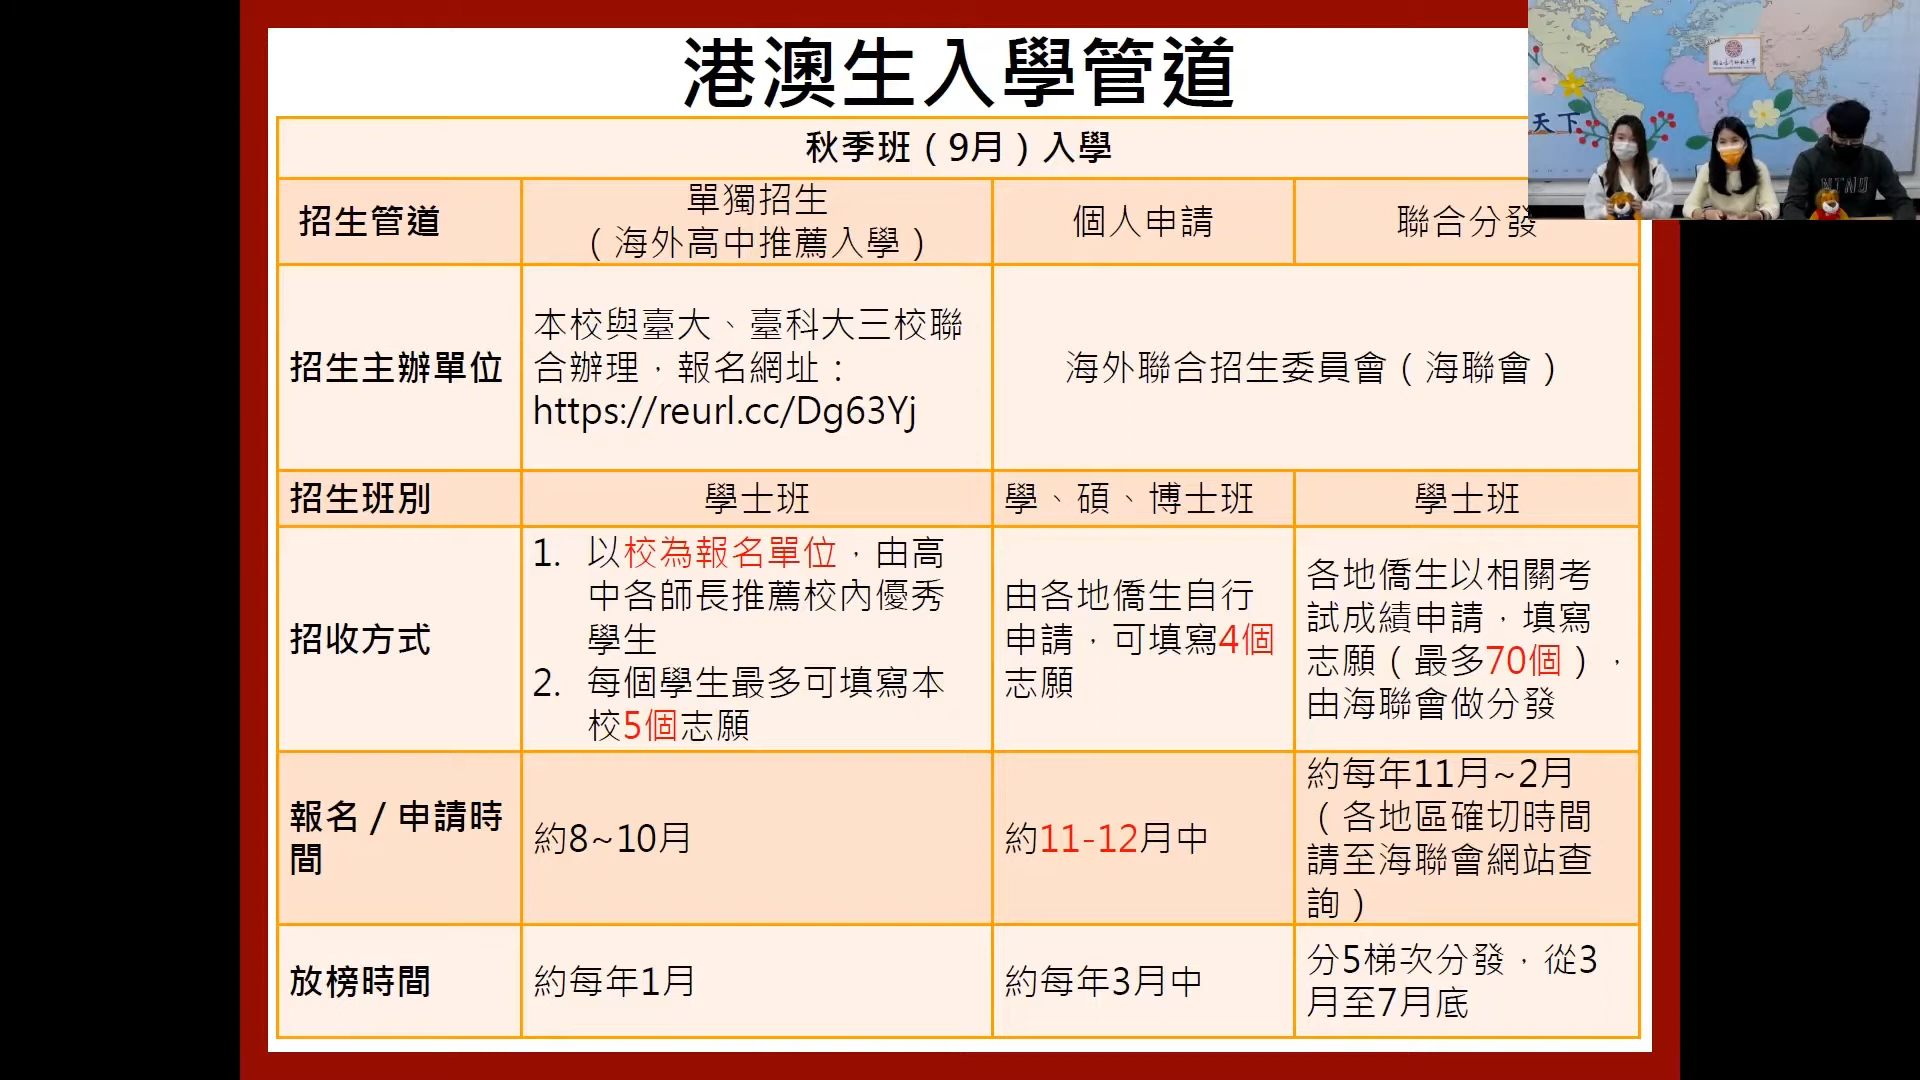 港澳生入學管道
秋季班（9月）入學
招生管道
單獨招生
（海外高中推薦入學）
個人申請
聯合分發
招生主辦單位
本校與臺大、臺科大三校聯
合辦理，報名網址：
https://reurl.cc/Dg63Yj
海外聯合招生委員會（海聯會）
招生班別
學士班
學、碩、博士班
學士班
招收方式
1. 以校為報名單位，由高
中各師長推薦校內優秀
學生
2. 每個學生最多可填寫本
校5個志願
由各地僑生自行
申請，可填寫4個
志願
各地僑生以相關考
試成績申請，填寫
志願（最多70個），
由海聯會做分發
報名／申請時
間
約8~10月
約11-12月中
約每年11月~2月
（各地區確切時間
請至海聯會網站查
詢）
放榜時間
約每年1月
約每年3月中
分5梯次分發，從3
月至7月底
天下
NTNU